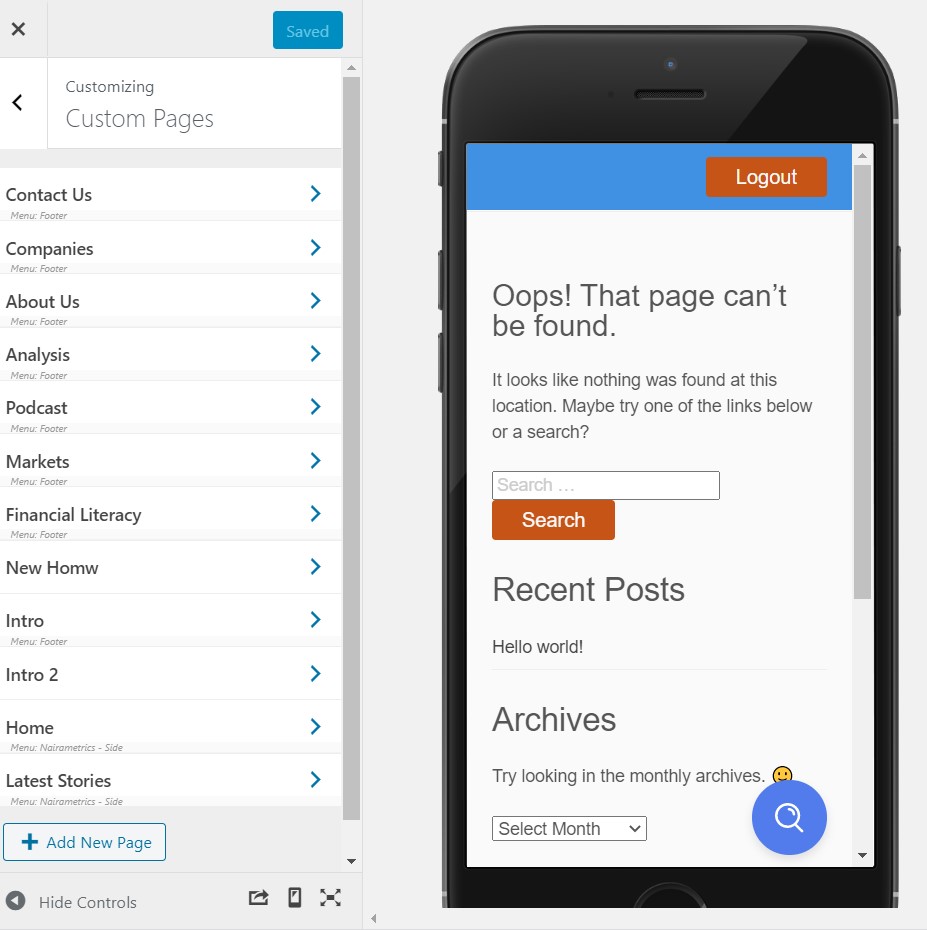 Saved
Customizing
Custom Pages
Contact Us
Menu: Footer
Companies
Menu: Footer
About Us
Menu: Footer
Analysis
Menu: Footer
Podcast
Menu: Footer
Markets
Menu: Footer
Financial Literacy
Menu: Footer
New Homw
Intro
Menu: Footer
Intro 2
Home
Menu: Nairametrics - Side
Latest Stories
Menu: Nairametrics - Side
Add New Page
Hide Controls
Logout
Oops! That page can’t
be found.
It looks like nothing was found at this
location. Maybe try one of the links below
or a search?
Search …
Search
Recent Posts
Hello world!
Archives
Try looking in the monthly archives. 🙂
Select Month